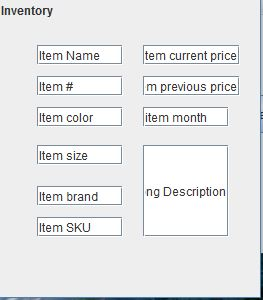 Inventory
Item Name
tem current price
Item #
m previous price
Item color
item month
Item size
ng Description
Item brand
Item SKU